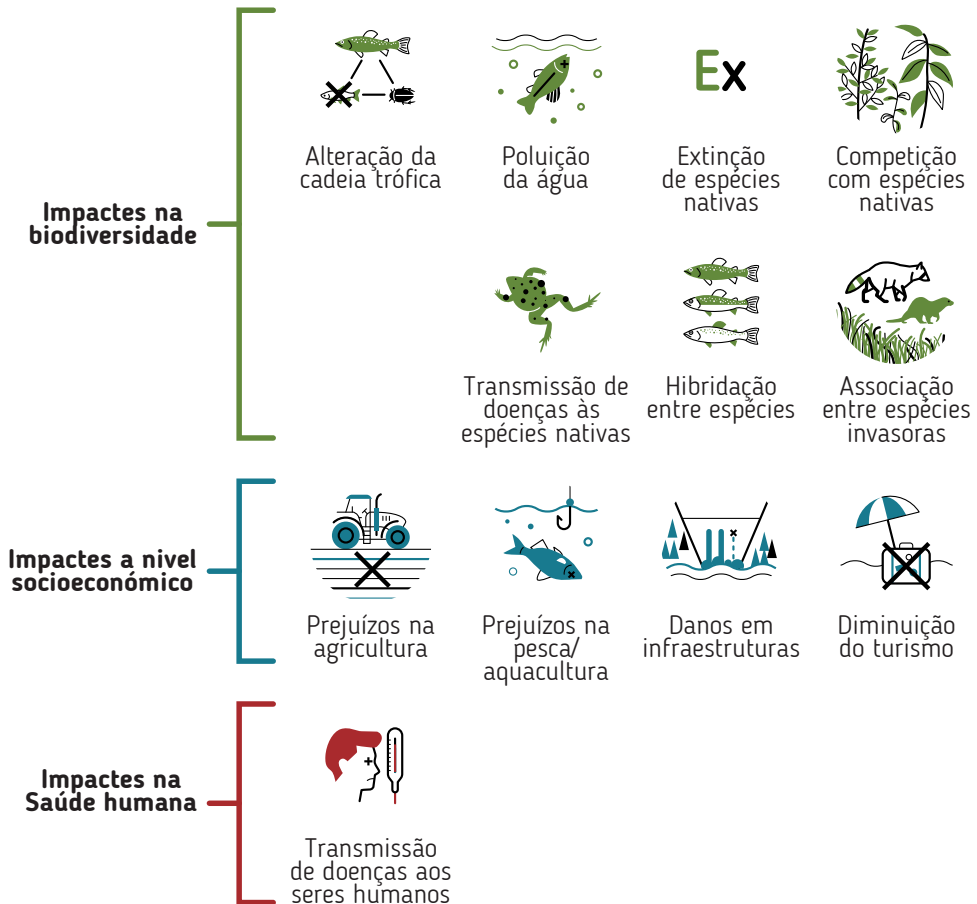 Impactes na
biodiversidade
Ex
Alteração da
cadeia trófica
Poluição
da água
Extinção
de espécies
nativas
Competição
com espécies
nativas
Transmissão de
doenças às
espécies nativas
Hibridação
entre espécies
Associação
entre espécies
invasoras
Impactes a nivel
socioeconómico
Prejuízos na
agricultura
Prejuízos na
pesca/
aquacultura
Danos em
infraestruturas
Diminuição
do turismo
Impactes na
Saúde humana
Transmissão
de doenças aos
seres humanos